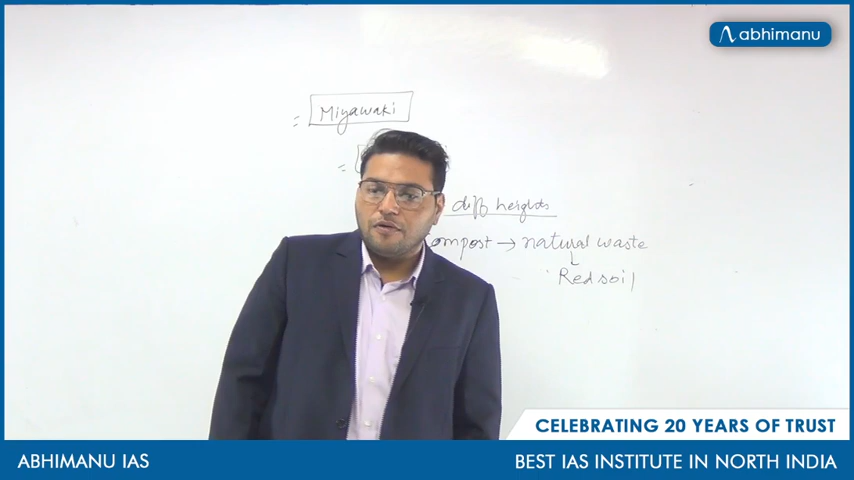 abhimanu
= Miyawaki
=
diff heights
ompost → natural waste
Red soil
CELEBRATING 20 YEARS OF TRUST
ABHIMANU IAS
BEST IAS INSTITUTE IN NORTH INDIA